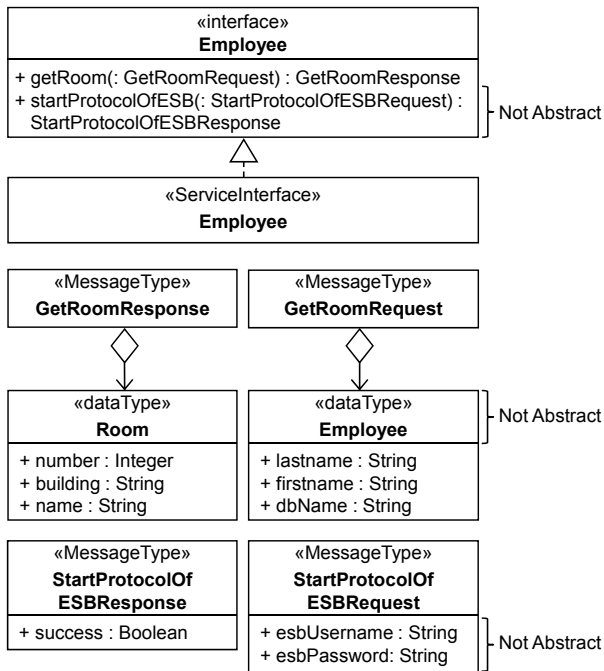 «interface»
Employee
+ getRoom(: GetRoomRequest) : GetRoomResponse
+ startProtocolOfESB(: StartProtocolOfESBRequest) :
StartProtocolOfESBResponse
Not Abstract
«ServiceInterface»
Employee
«MessageType»
GetRoomResponse
«MessageType»
GetRoomRequest
«dataType»
Room
+ number : Integer
+ building : String
+ name : String
«dataType»
Employee
+ lastname : String
+ firstname : String
+ dbName : String
Not Abstract
«MessageType»
StartProtocolOf
ESBResponse
+ success : Boolean
«MessageType»
StartProtocolOf
ESBRequest
+ esbUsername : String
+ esbPassword: String
Not Abstract